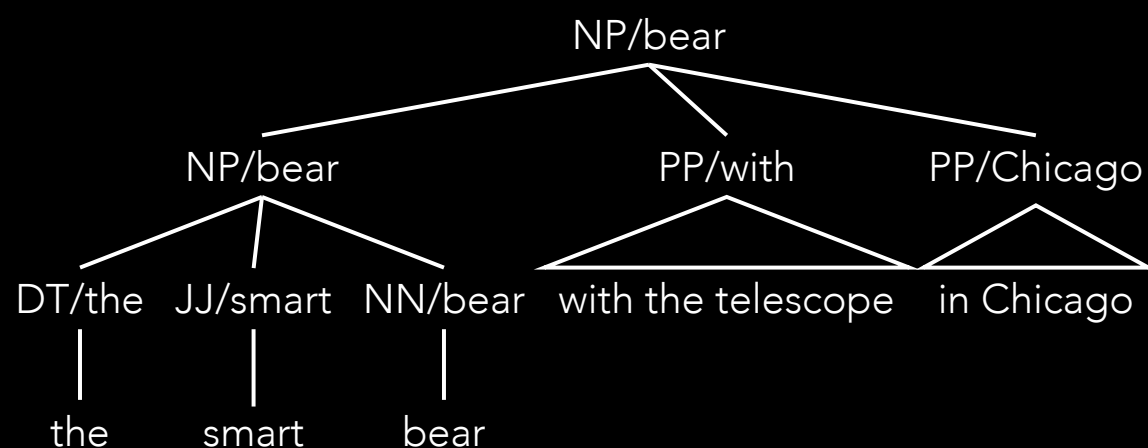 NP/bear
NP/bear PP/with PP/Chicago
DT/the JJ/smart NN/bear with the telescope in Chicago
the smart bear